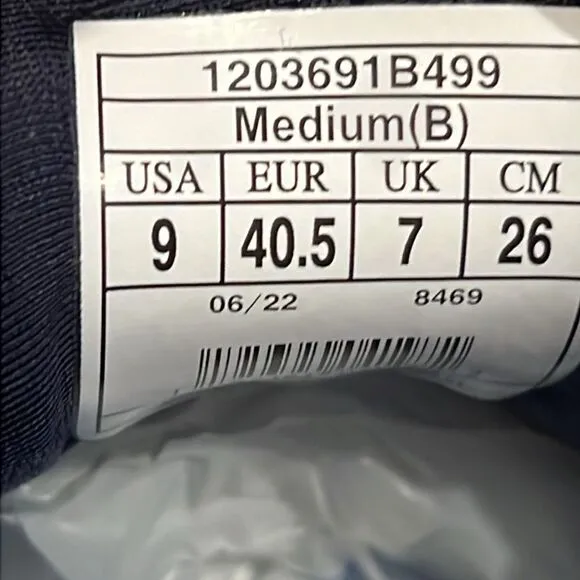 1203691B499
Medium(B)
USA EUR UK CM
9 40.5 7 26
06/22 8469